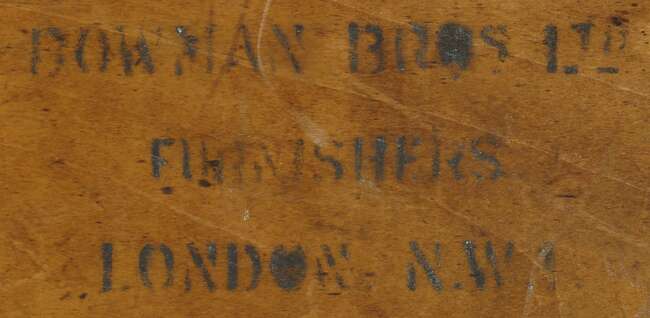 BOWMAN BROS LTD
FURNISHERS
LONDON. N.W.1